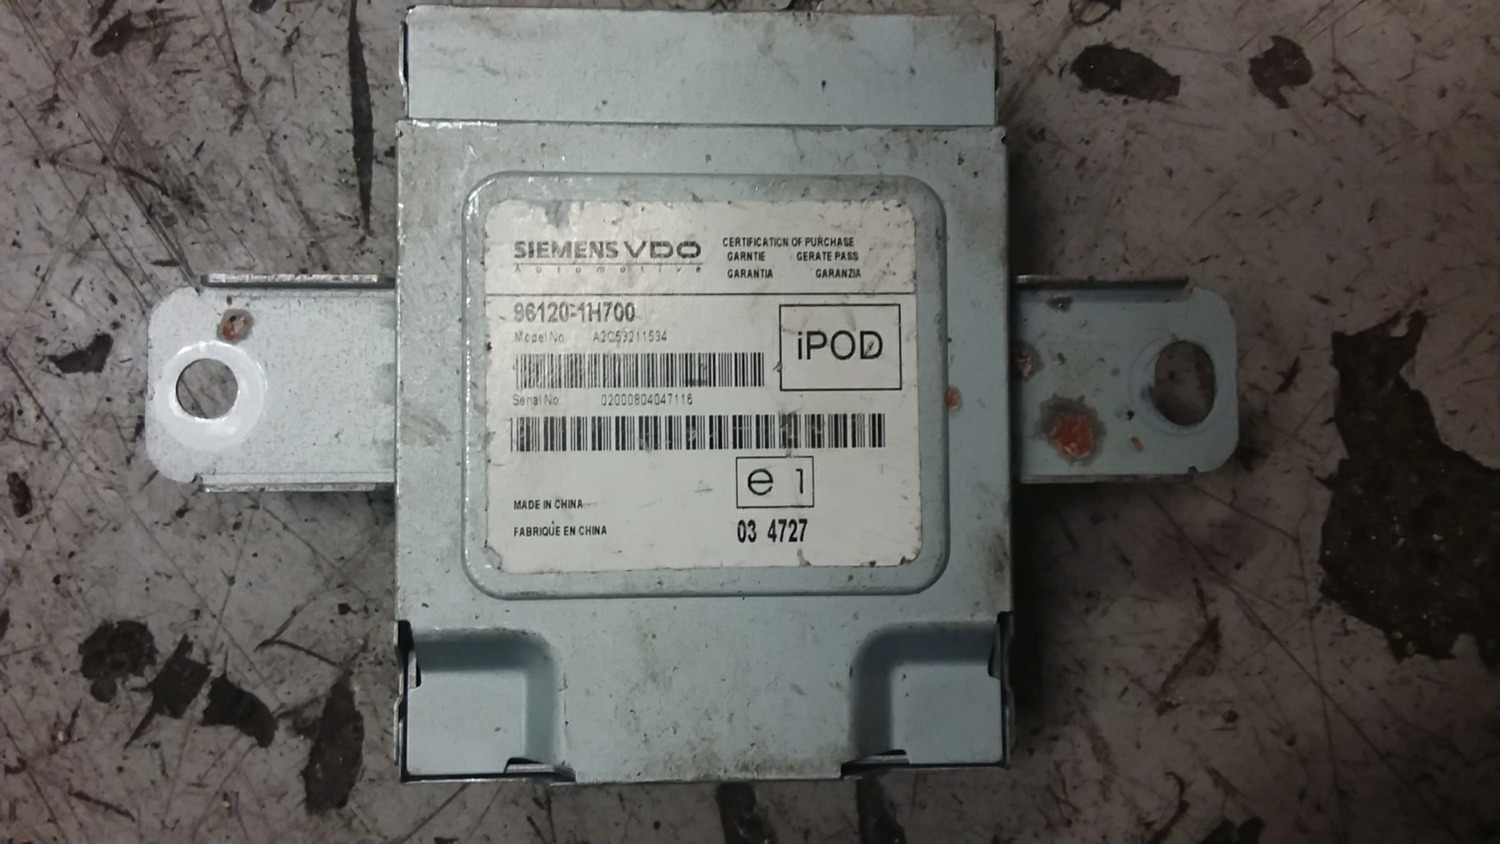 SIEMENS VDO
Automotive
CERTIFICATION OF PURCHASE
GARNTIE GERATE PASS
GARANTIA GARANZIA
96120-1H700
Model No. A2C53211534
iPOD
Serial No 02000804047116
e 1
MADE IN CHINA
FABRIQUE EN CHINA
03 4727